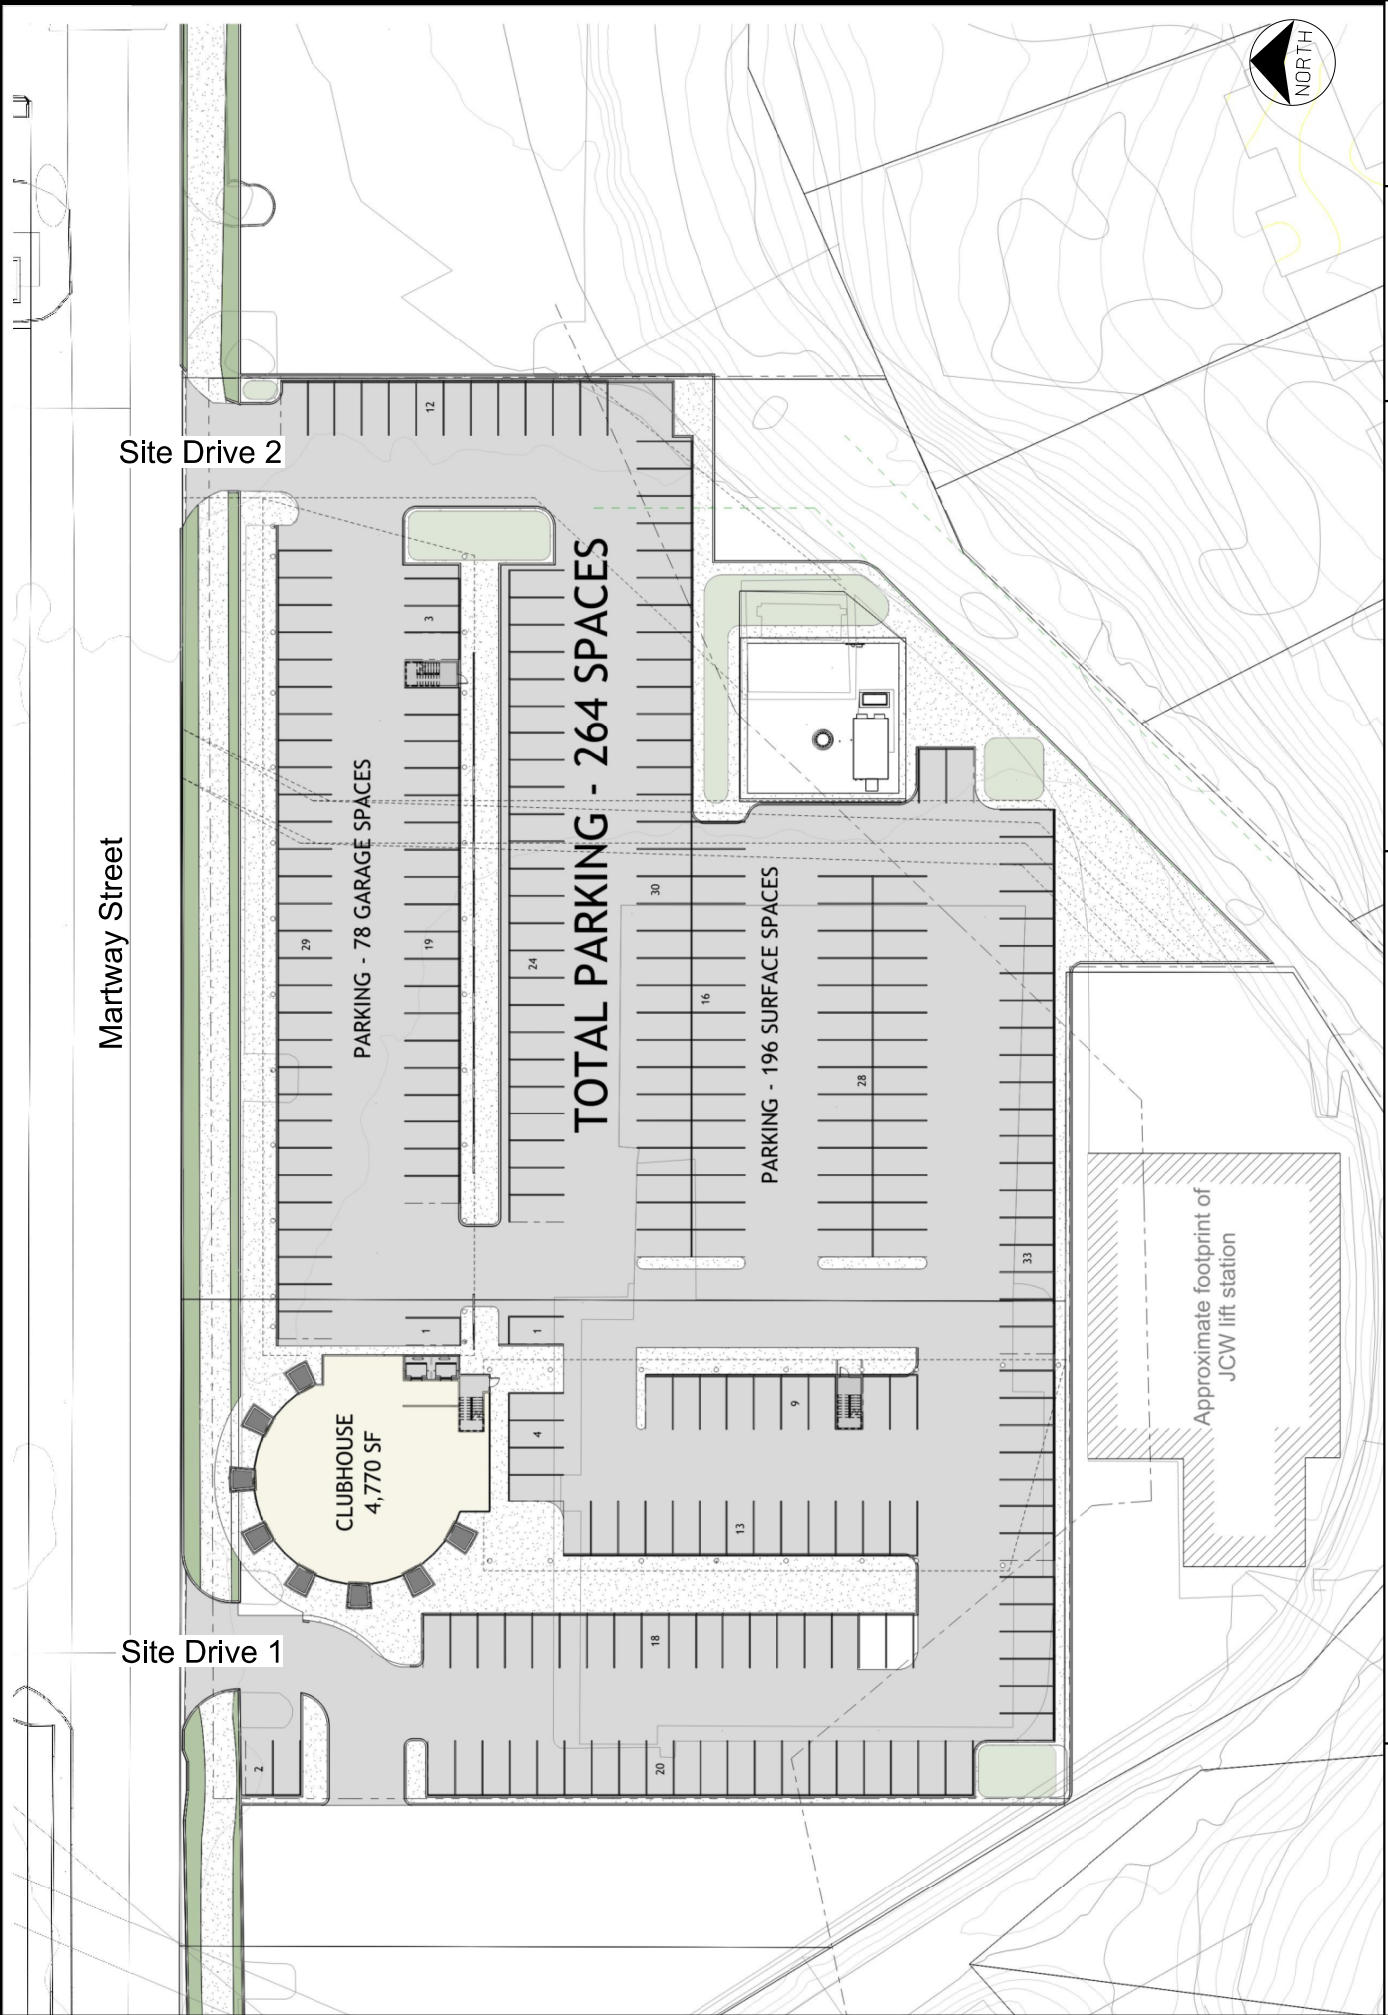 NORTH
12
Site Drive 2
3
29
PARKING - 78 GARAGE SPACES
19
24
TOTAL PARKING - 264 SPACES
30
16
PARKING - 196 SURFACE SPACES
28
33
Martway Street
Approximate footprint of
JCW lift station
1
1
CLUBHOUSE
4,770 SF
4
9
13
Site Drive 1
18
2
20